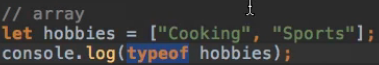 // array
let hobbies = ["Cooking", "Sports"];
console.log(typeof hobbies);